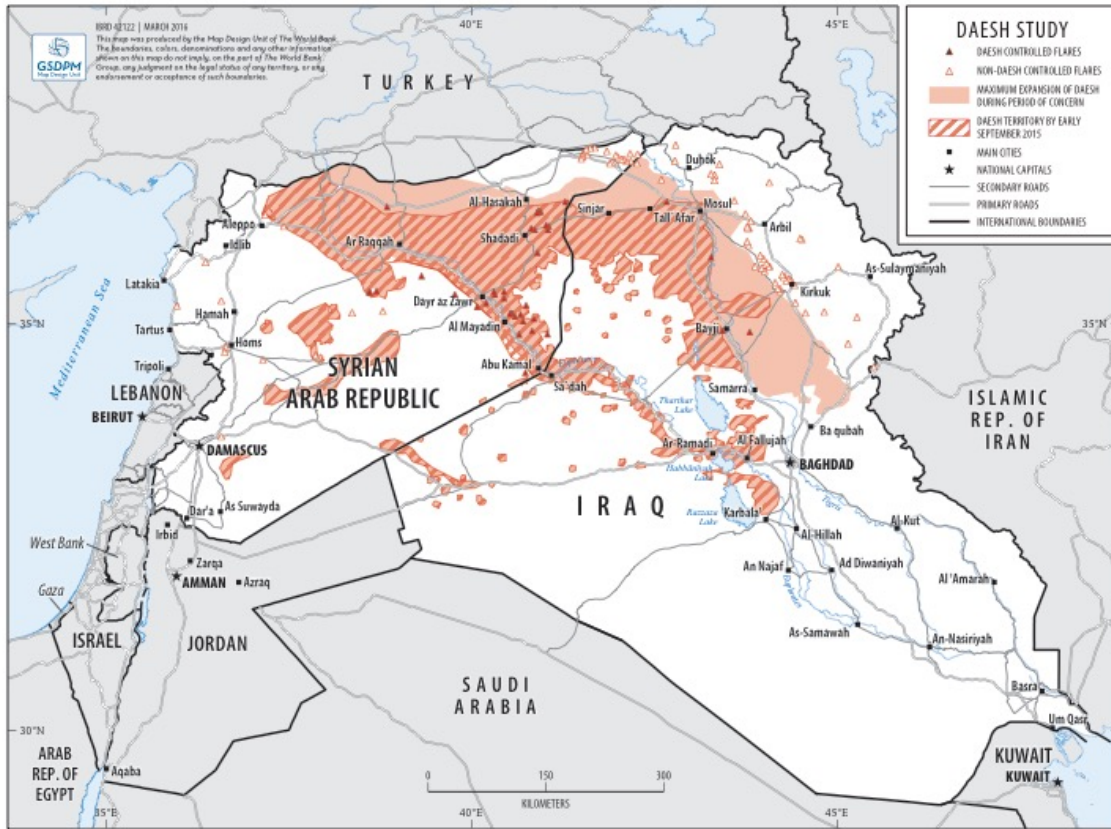 IBRD 42122 | MARCH 2016
This map was produced by the Map Design Unit of The World Bank.
The boundaries, colors, denominations and any other information
shown on this map do not imply, on the part of The World Bank
Group, any judgment on the legal status of any territory, or any
endorsement or acceptance of such boundaries.
GSDPM
Map Design Unit
40°E
45°E
DAESH STUDY
DAESH CONTROLLED FLARES
NON-DAESH CONTROLLED FLARES
MAXIMUM EXPANSION OF DAESH
DURING PERIOD OF CONCERN
DAESH TERRITORY BY EARLY
SEPTEMBER 2015
MAIN CITIES
NATIONAL CAPITALS
SECONDARY ROADS
PRIMARY ROADS
INTERNATIONAL BOUNDARIES
TURKEY
Duhok
Al-Hasakah
Sinjar
Tall Afar
Mosul
Aleppo
Idlib
Ar Raqqah
Shadadi
Arbil
As-Sulaymaniyah
Latakia
Kirkuk
Dayr az Zawr
Mediterranean Sea
35°N
Hamah
Al Mayadin
Bayji
35°N
Tartus
Homs
Tripoli
SYRIAN
ARAB REPUBLIC
Abu Kamal
Sa'dah
Samarra
LEBANON
BEIRUT
Tharthar
Lake
ISLAMIC
REP. OF
IRAN
Ba qubah
DAMASCUS
Ar-Ramadi
Al Fallujah
BAGHDAD
Habbaniyah
Lake
As Suwayda
Dar'a
Irbid
IRAQ
Razzaza
Lake
Karbala'
Tigris
Al-Kut
Al-Hillah
West Bank
Zarqa
AMMAN
Azraq
An Najaf
Ad Diwaniyah
Al 'Amarah
Gaza
Euphrates
ISRAEL
JORDAN
As-Samawah
An-Nasiriyah
SAUDI
ARABIA
Basra
Um Qasr
30°N
ARAB
REP. OF
EGYPT
Aqaba
KUWAIT
KUWAIT
0
150
300
KILOMETERS
35°E
40°E
45°E